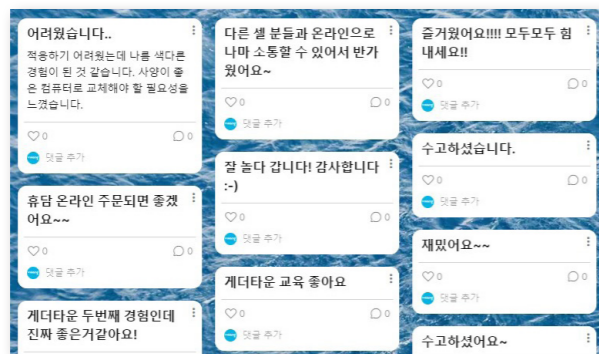 어려웠습니다..
적응하기 어려웠는데 나름 색다른
경험이 된 것 같습니다. 사양이 좋
은 컴퓨터로 교체해야 할 필요성을
느꼈습니다.
0 0
댓글 추가
휴담 온라인 주문되면 좋겠
어요~~
0 0
댓글 추가
게더타운 두번째 경험인데
진짜 좋은거같아요!
다른 셀 분들과 온라인으로
나마 소통할 수 있어서 반가
웠어요~
0 0
댓글 추가
잘 놀다 갑니다! 감사합니다
:-)
0 0
댓글 추가
게더타운 교육 좋아요
0 0
댓글 추가
즐거웠어요!!!! 모두모두 힘
내세요!!
0 0
댓글 추가
수고하셨습니다.
0 0
댓글 추가
재밌어요~~
0 0
댓글 추가
수고하셨어요~